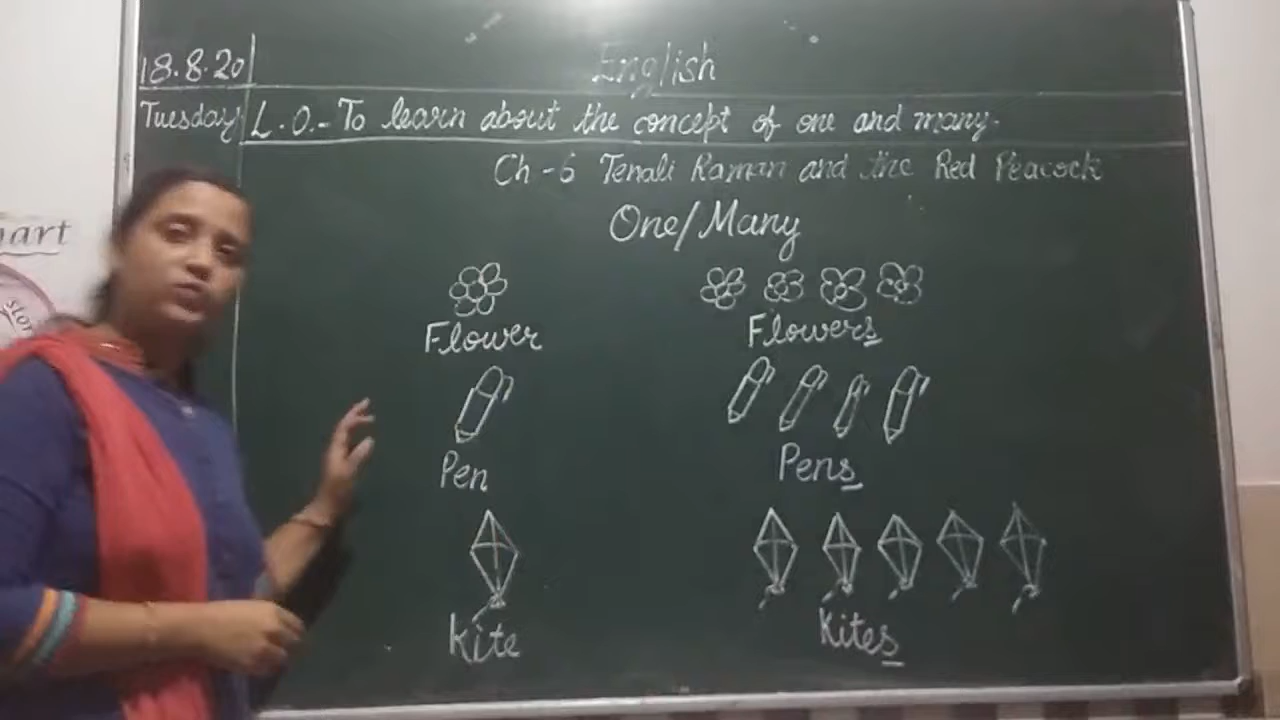 18.8.20
English
Tuesday
L.O.- To learn about the concept of one and many.
Ch-6 Tenali Raman and the Red Peacock
One/Many
Flower
Flowers
Pen
Pens
Kite
Kites